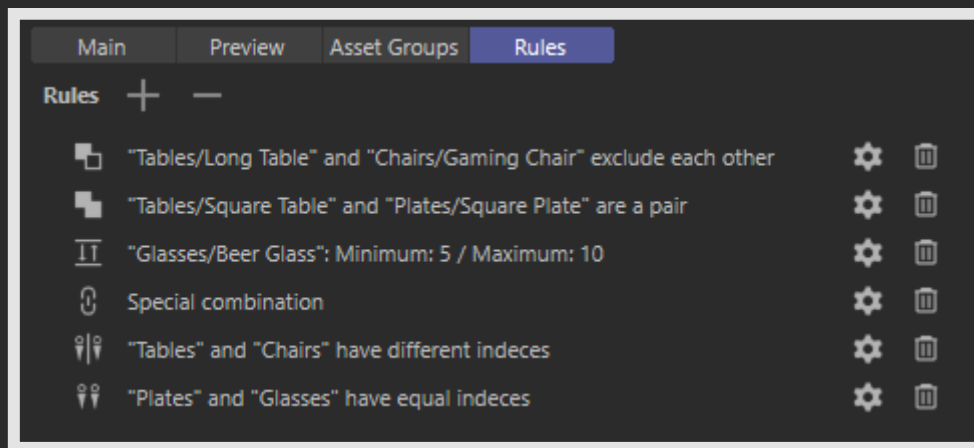 Main Preview Asset Groups Rules
Rules
"Tables/Long Table" and "Chairs/Gaming Chair" exclude each other
"Tables/Square Table" and "Plates/Square Plate" are a pair
"Glasses/Beer Glass": Minimum: 5 / Maximum: 10
Special combination
"Tables" and "Chairs" have different indeces
"Plates" and "Glasses" have equal indeces